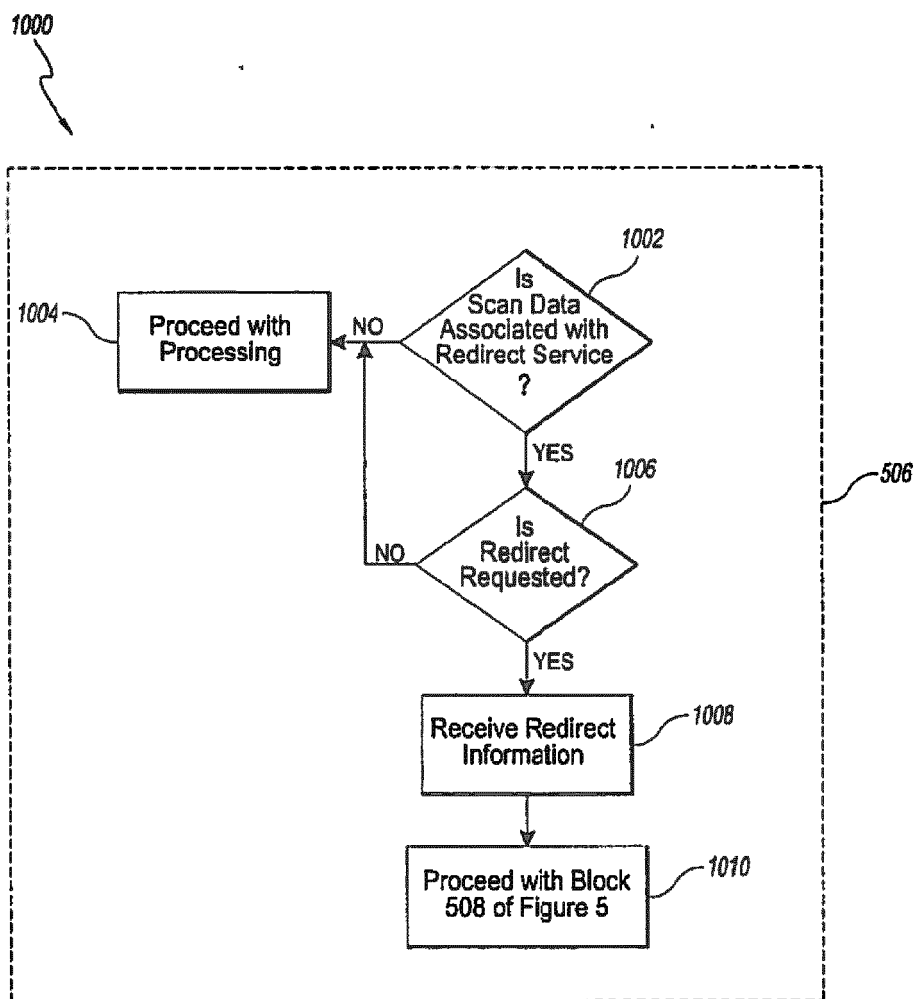 1000
1002
Is
Scan Data
Associated with
Redirect Service
?
1004
Proceed with
Processing
NO
YES
1006
506
Is
Redirect
Requested?
NO
YES
1008
Receive Redirect
Information
1010
Proceed with Block
508 of Figure 5